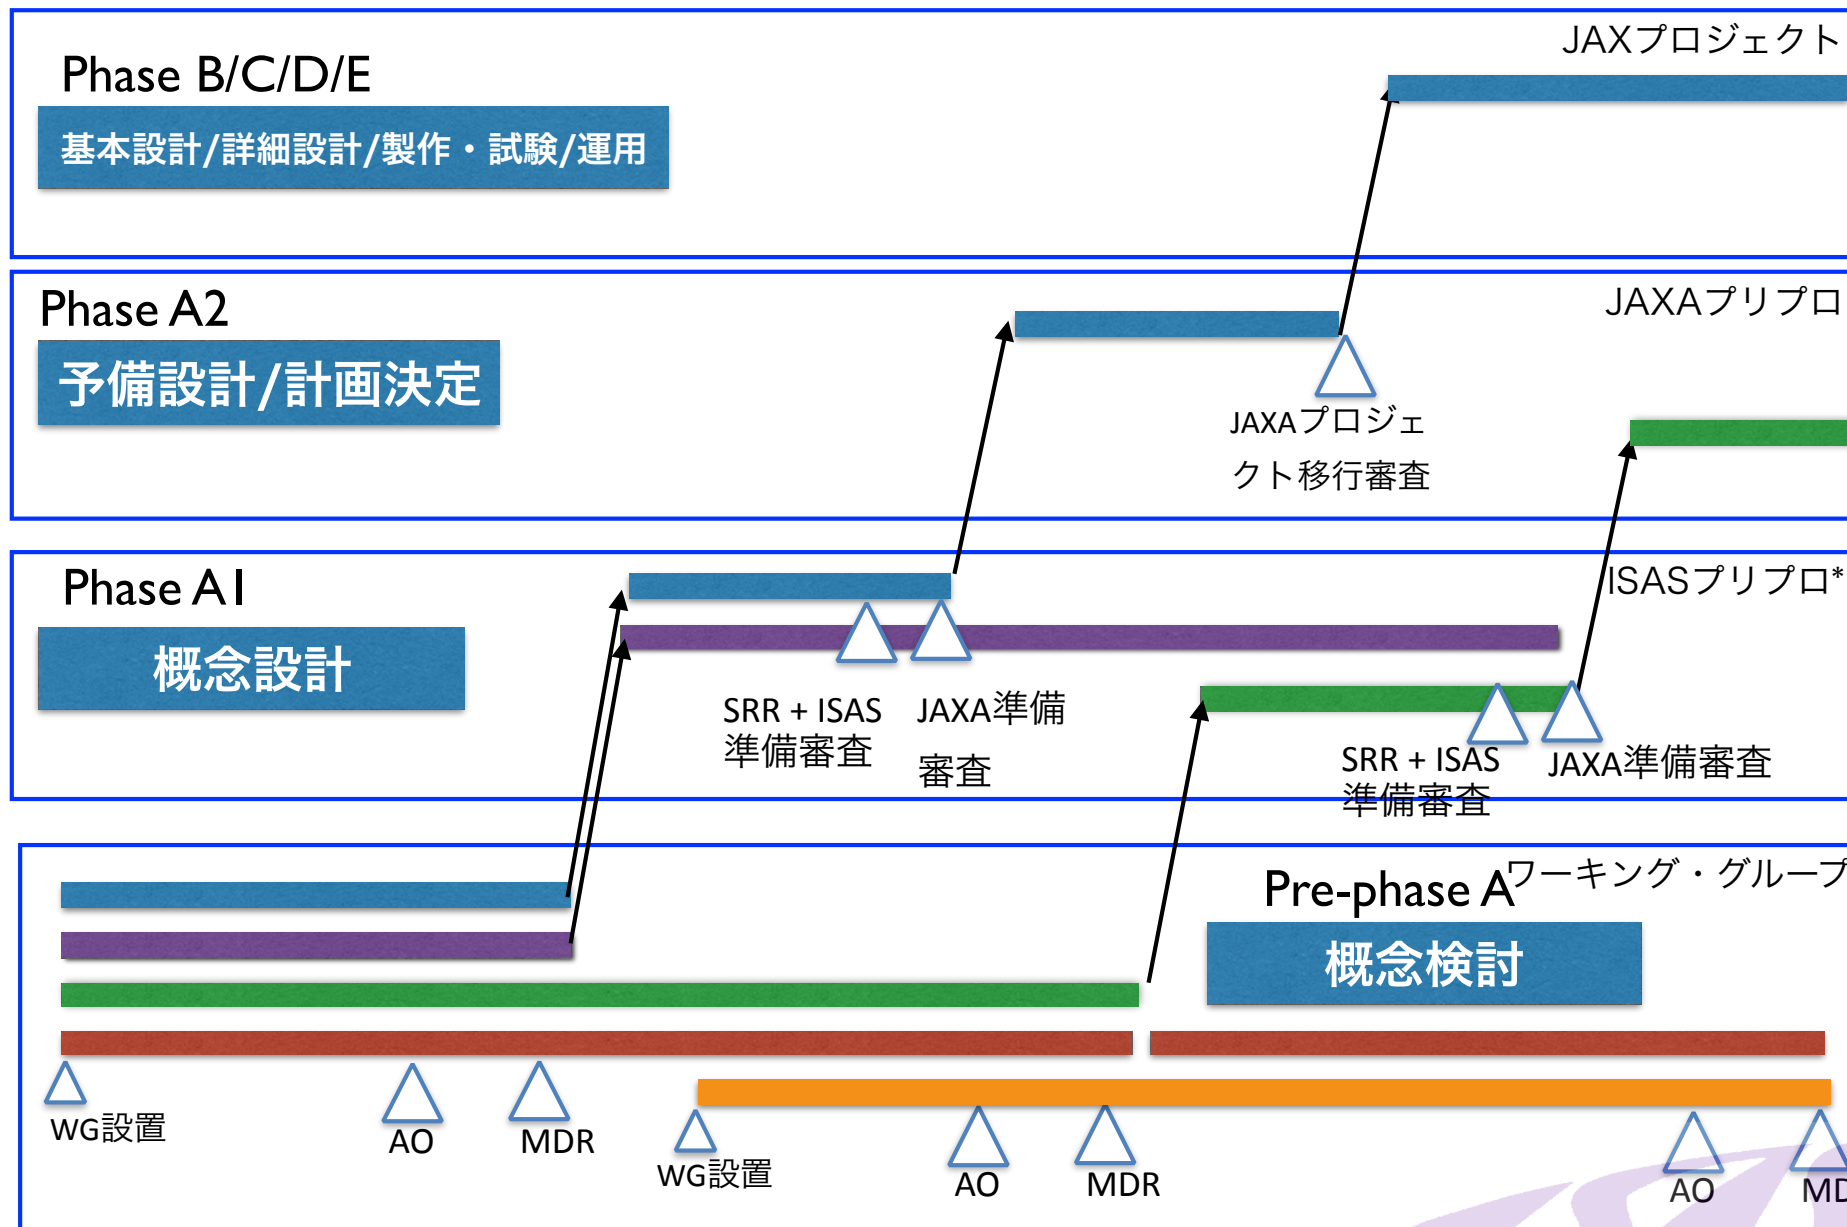 JAXプロジェクト
Phase B/C/D/E
基本設計/詳細設計/製作・試験/運用
Phase A2
JAXAプリプロ
予備設計/計画決定
JAXAプロジェ
クト移行審査
Phase A1
ISASプリプロ*
概念設計
SRR + ISAS
準備審査
JAXA準備
審査
SRR + ISAS
準備審査
JAXA準備審査
ワーキング・グループ
Pre-phase A
概念検討
WG設置
AO
MDR
WG設置
AO
MDR
AO
MD